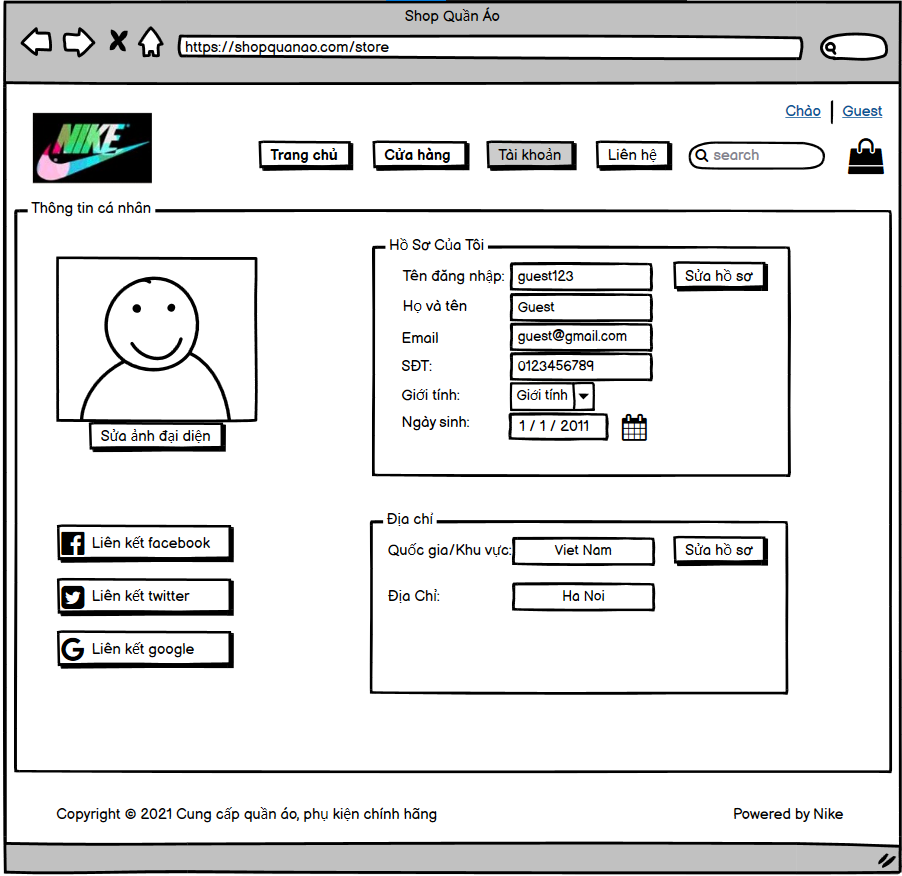 Shop Quần Áo
https://shopquanao.com/store
Chào
Guest
NIKE
Trang chủ
Cửa hàng
Tài khoản
Liên hệ
search
Thông tin cá nhân
Hồ Sơ Của Tôi
Tên đăng nhập: guest123
Sửa hồ sơ
Họ và tên Guest
Email guest@gmail.com
SĐT: 0123456789
Giới tính: Giới tính
Ngày sinh: 1 / 1 / 2011
Sửa ảnh đại diện
Địa chỉ
Quốc gia/Khu vực: Viet Nam
Sửa hồ sơ
Địa Chỉ: Ha Noi
Liên kết facebook
Liên kết twitter
Liên kết google
Copyright © 2021 Cung cấp quần áo, phụ kiện chính hãng
Powered by Nike